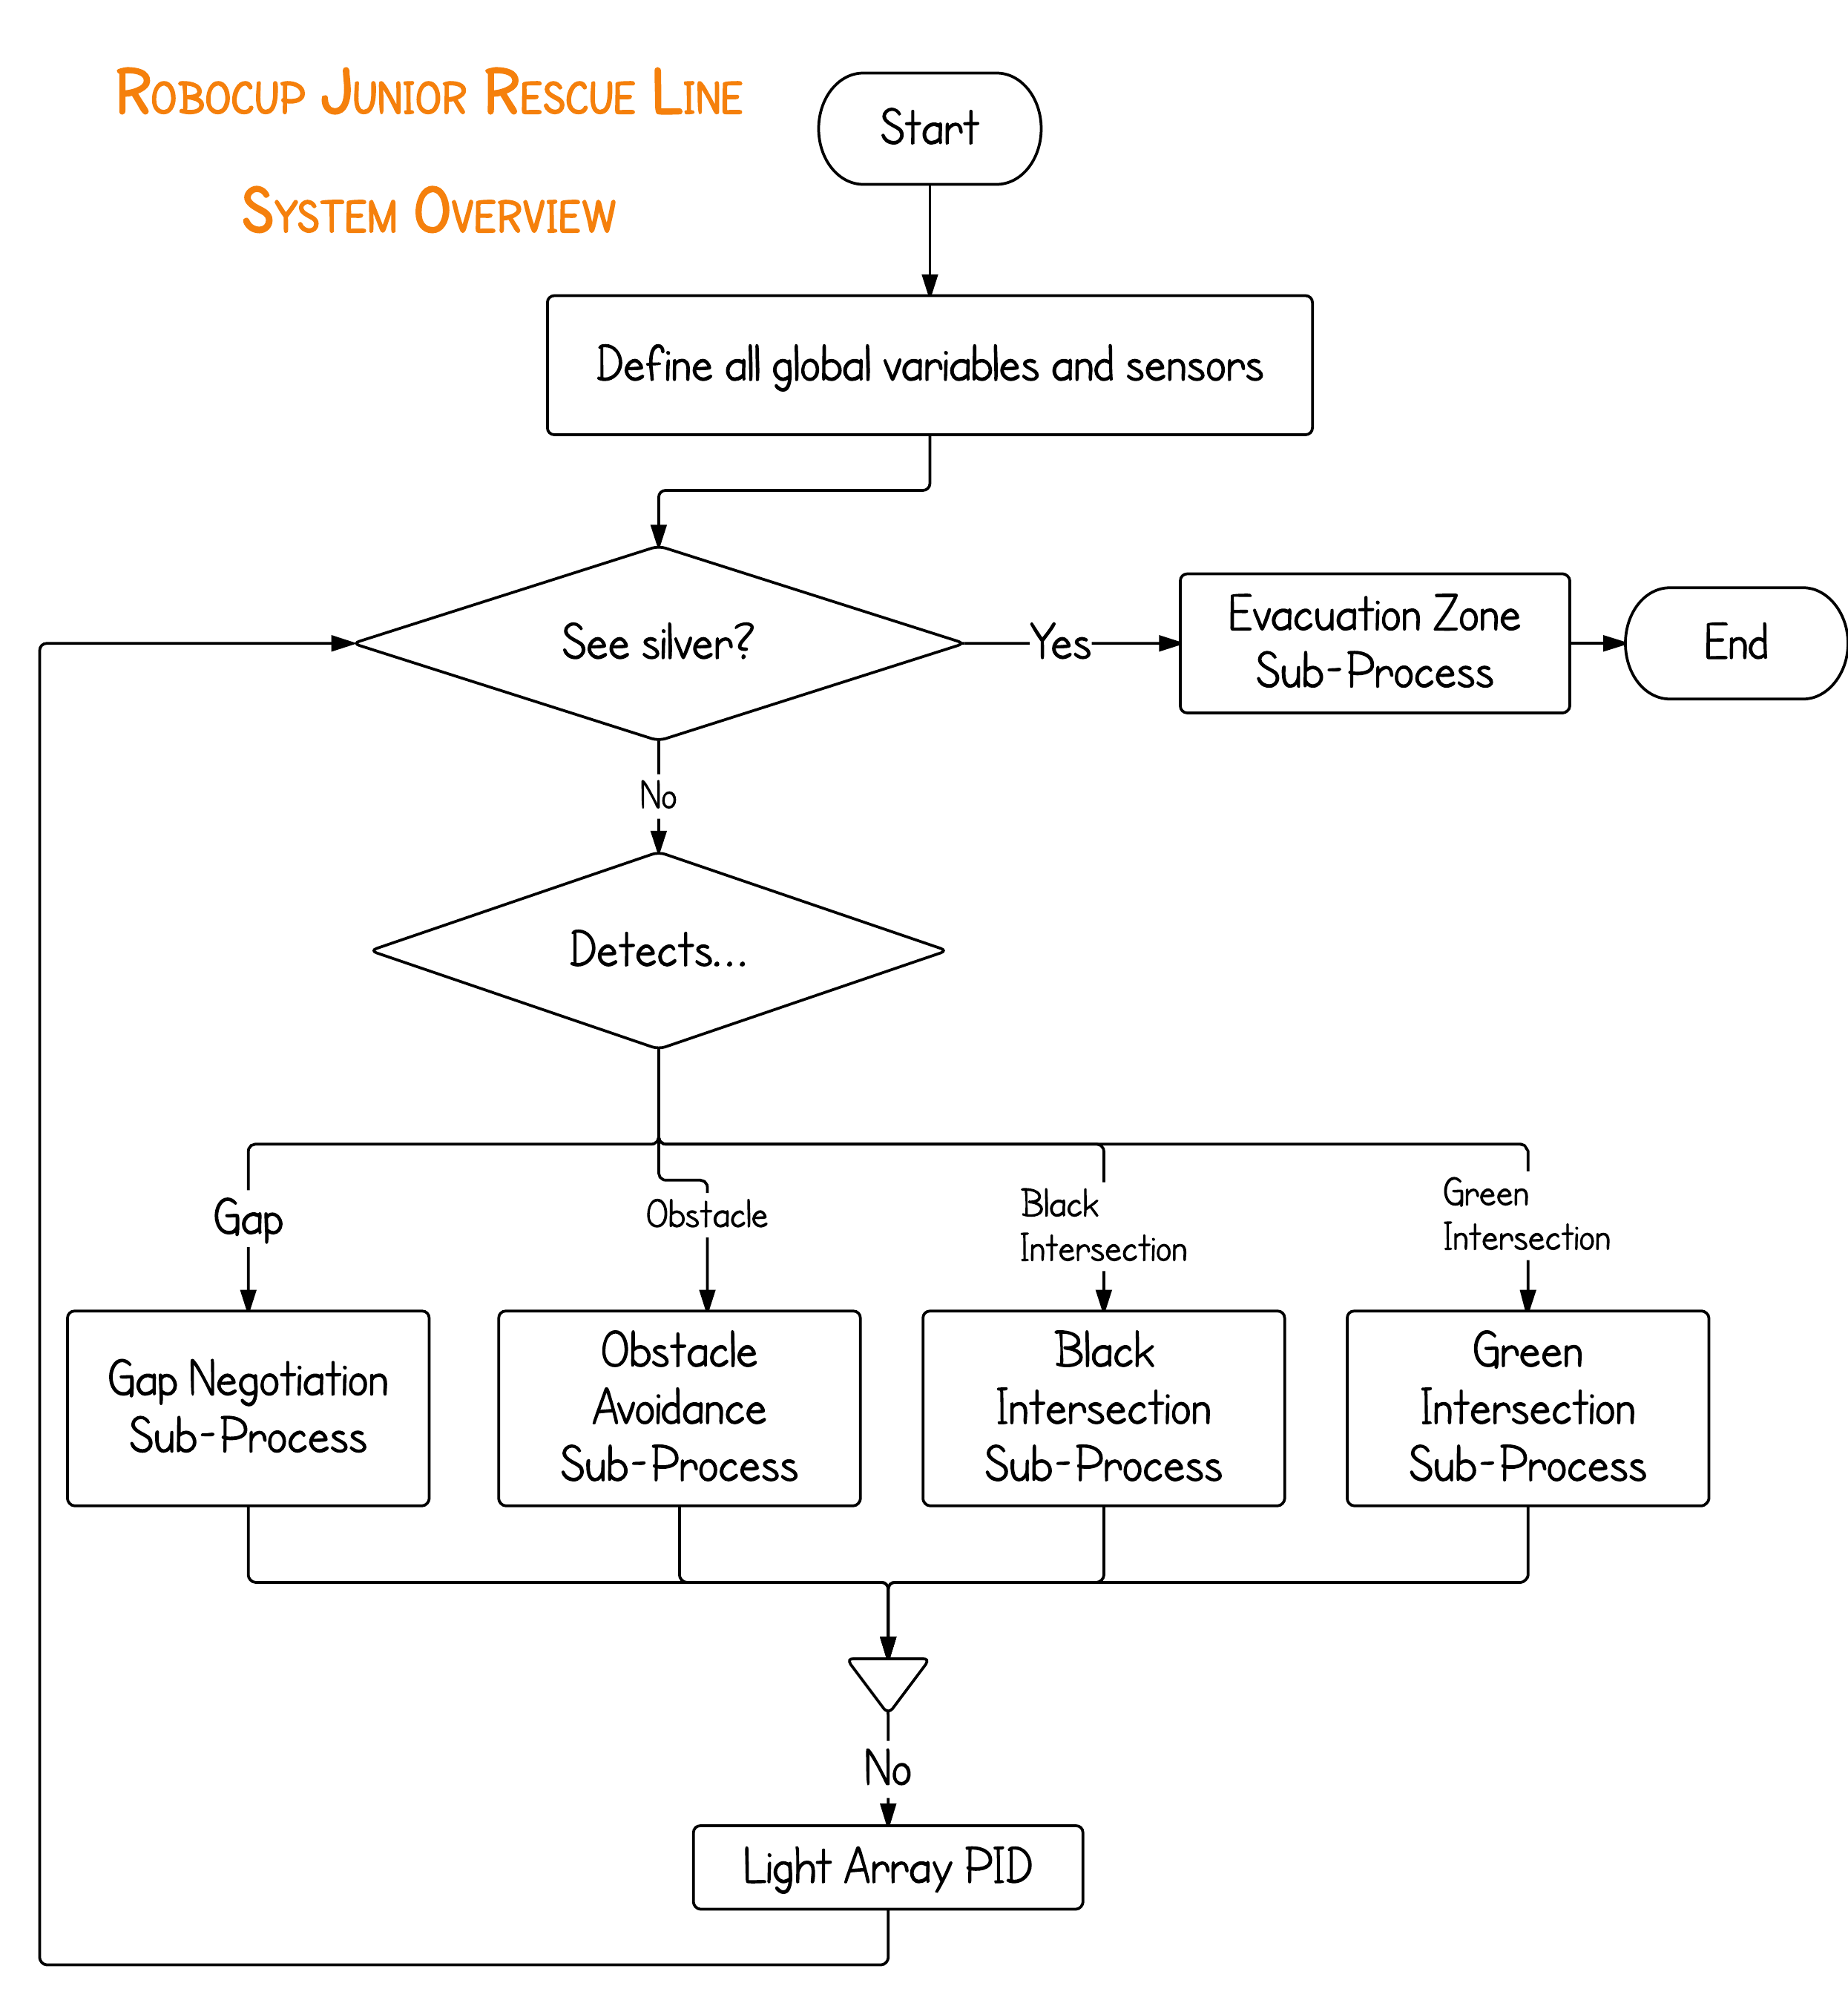 Robocup Junior Rescue Line
System Overview
Start
Define all global variables and sensors
See silver?
Yes
Evacuation Zone
Sub-Process
End
No
Detects...
Gap
Obstacle
Black
Intersection
Green
Intersection
Gap Negotiation
Sub-Process
Obstacle
Avoidance
Sub-Process
Black
Intersection
Sub-Process
Green
Intersection
Sub-Process
No
Light Array PID